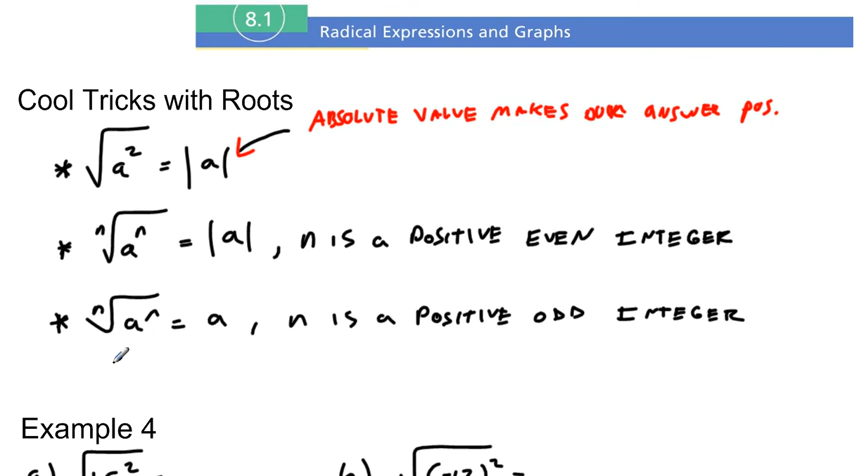 8.1
Radical Expressions and Graphs
Cool Tricks with Roots
ABSOLUTE VALUE MAKES OUR ANSWER POS.
* √a² = |a|
* ⁿ√aⁿ = |a| , n is a POSITIVE EVEN INTEGER
* ⁿ√aⁿ = a , n is a POSITIVE ODD INTEGER
Example 4